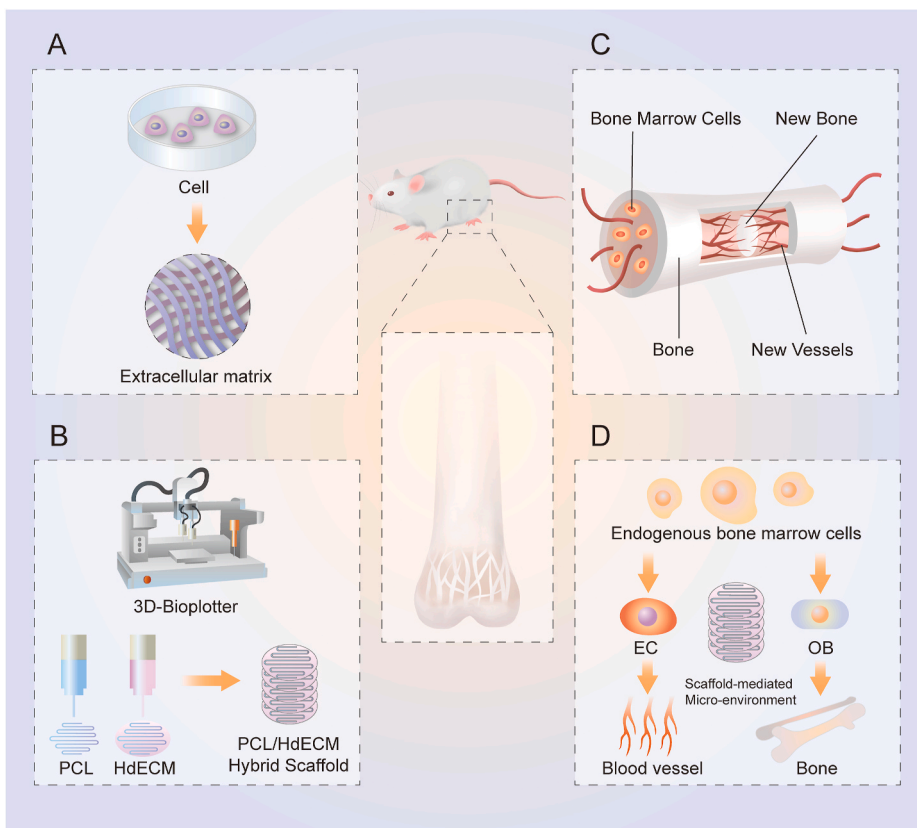 A
Cell
Extracellular matrix
B
3D-Bioplotter
PCL
HdECM
PCL/HdECM
Hybrid Scaffold
C
Bone Marrow Cells
New Bone
Bone
New Vessels
D
Endogenous bone marrow cells
EC
OB
Scaffold-mediated
Micro-environment
Blood vessel
Bone